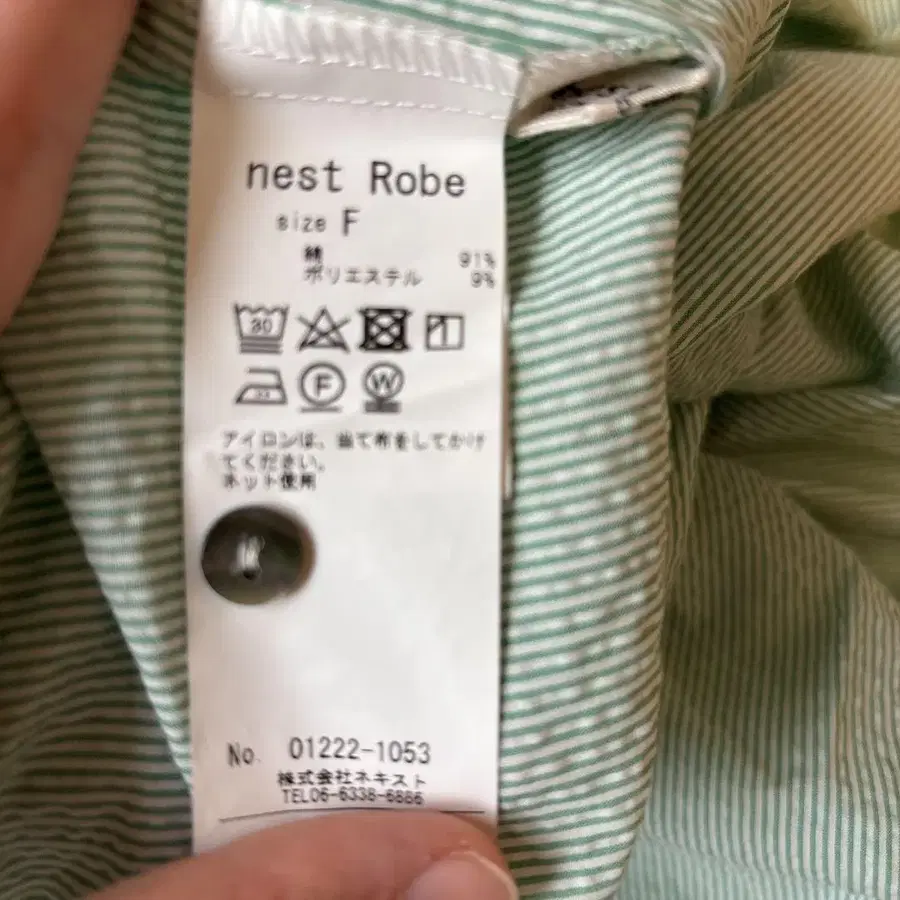 nest Robe
size F
綿 91%
ポリエステル 9%
30
F
W
アイロンは、当て布をしてかけ
てください。
ネット使用
No. 01222-1053
株式会社ネキスト
TEL06-6338-6886